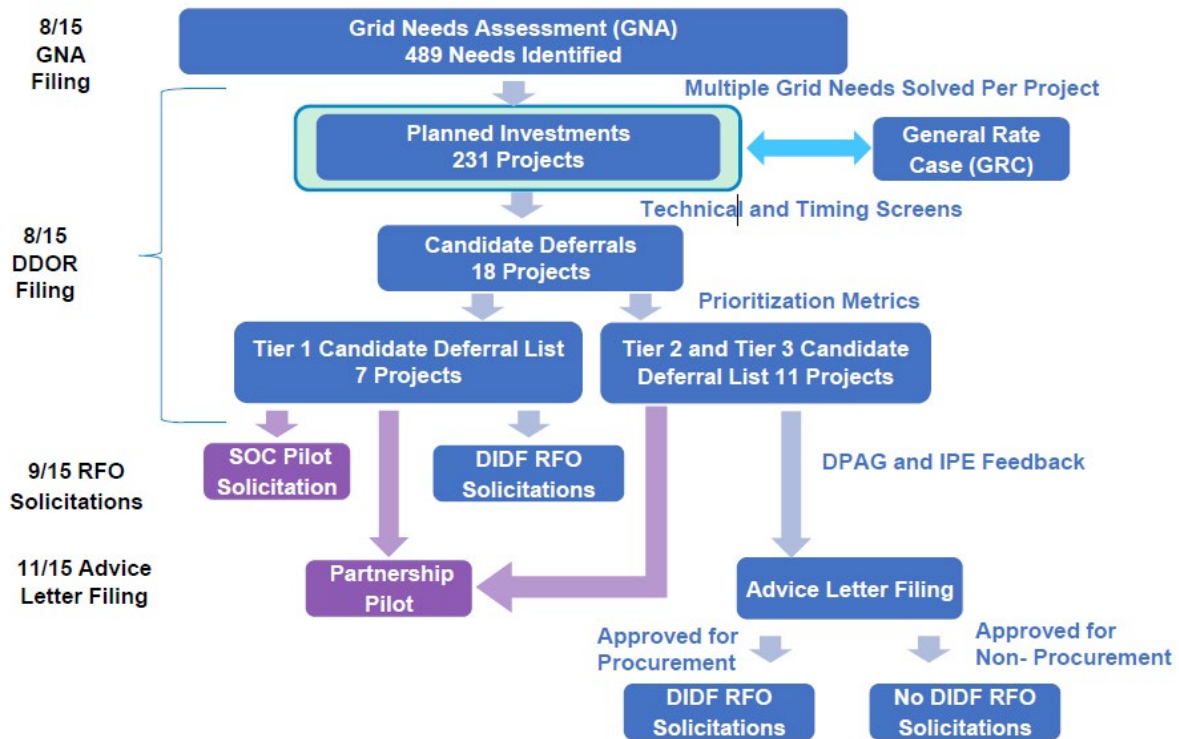 8/15
GNA
Filing
Grid Needs Assessment (GNA)
489 Needs Identified
Multiple Grid Needs Solved Per Project
Planned Investments
231 Projects
General Rate
Case (GRC)
Technical and Timing Screens
8/15
DDOR
Filing
Candidate Deferrals
18 Projects
Prioritization Metrics
Tier 1 Candidate Deferral List
7 Projects
Tier 2 and Tier 3 Candidate
Deferral List 11 Projects
9/15 RFO
Solicitations
SOC Pilot
Solicitation
DIDF RFO
Solicitations
DPAG and IPE Feedback
11/15 Advice
Letter Filing
Partnership
Pilot
Advice Letter Filing
Approved for
Procurement
Approved for
Non- Procurement
DIDF RFO
Solicitations
No DIDF RFO
Solicitations